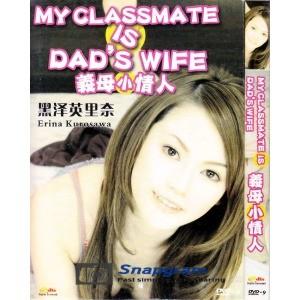 MY CLASSMATE
IS
DAD'S WIFE
義母小情人
黑泽英里奈
Erina Kurosawa
Snapgram
MY CLASSMATE IS
DAD'S WIFE
義母小情人
DVD-9